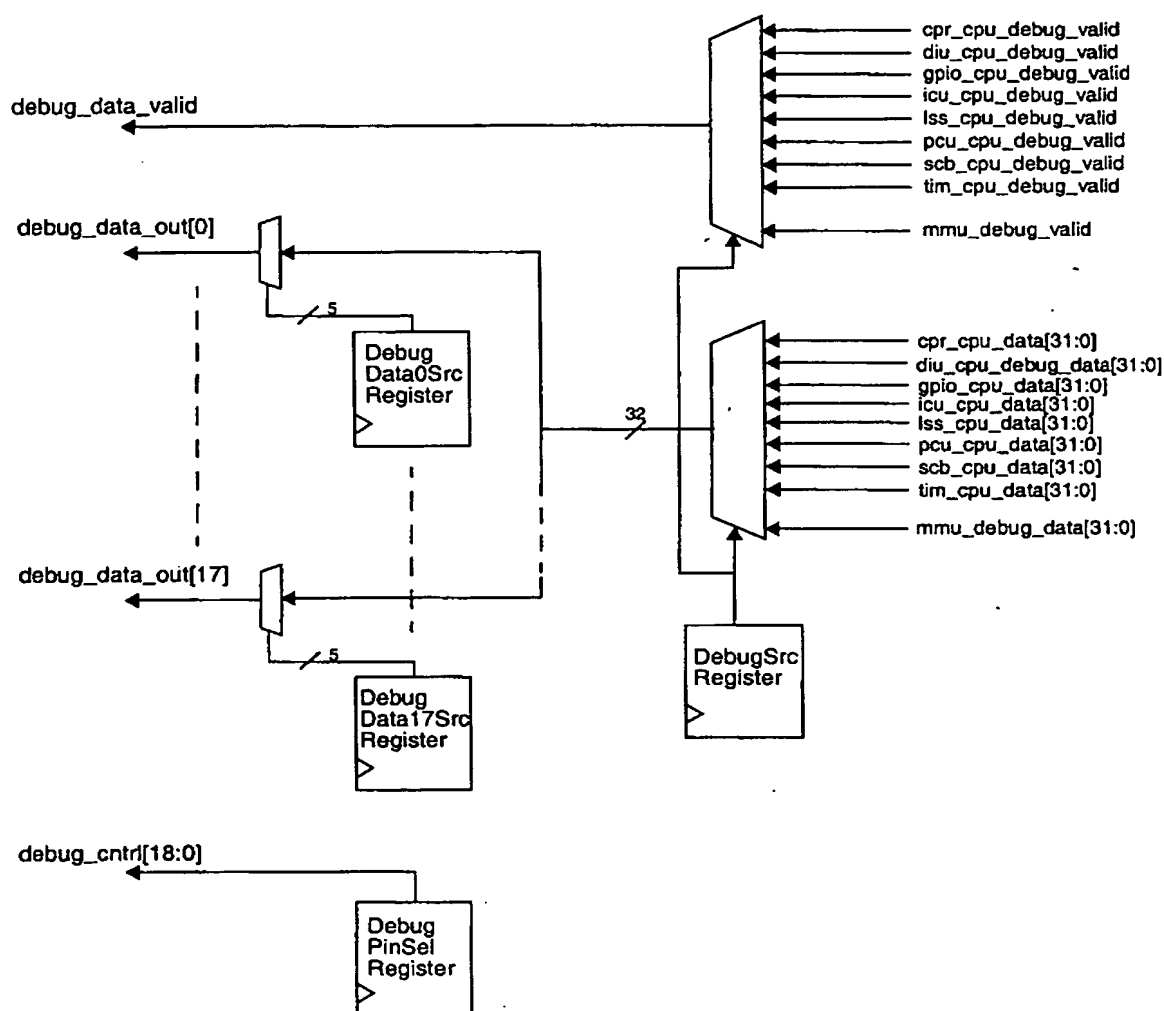 cpr_cpu_debug_valid
diu_cpu_debug_valid
gpio_cpu_debug_valid
icu_cpu_debug_valid
lss_cpu_debug_valid
pcu_cpu_debug_valid
scb_cpu_debug_valid
tim_cpu_debug_valid
mmu_debug_valid
debug_data_valid
debug_data_out[0]
5
Debug
Data0Src
Register
32
cpr_cpu_data[31:0]
diu_cpu_debug_data[31:0]
gpio_cpu_data[31:0]
icu_cpu_data[31:0]
lss_cpu_data[31:0]
pcu_cpu_data[31:0]
scb_cpu_data[31:0]
tim_cpu_data[31:0]
mmu_debug_data[31:0]
debug_data_out[17]
5
Debug
Data17Src
Register
DebugSrc
Register
debug_cntrl[18:0]
Debug
PinSel
Register